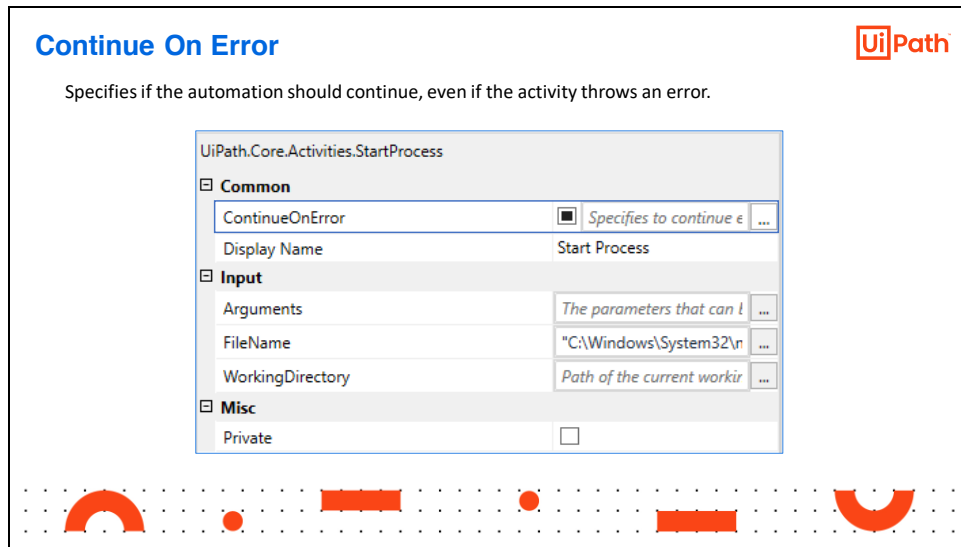 Continue On Error
UiPath
Specifies if the automation should continue, even if the activity throws an error.
UiPath.Core.Activities.StartProcess
Common
ContinueOnError Specifies to continue e ...
Display Name Start Process
Input
Arguments The parameters that can b ...
FileName "C:\Windows\System32\n ...
WorkingDirectory Path of the current workin ...
Misc
Private